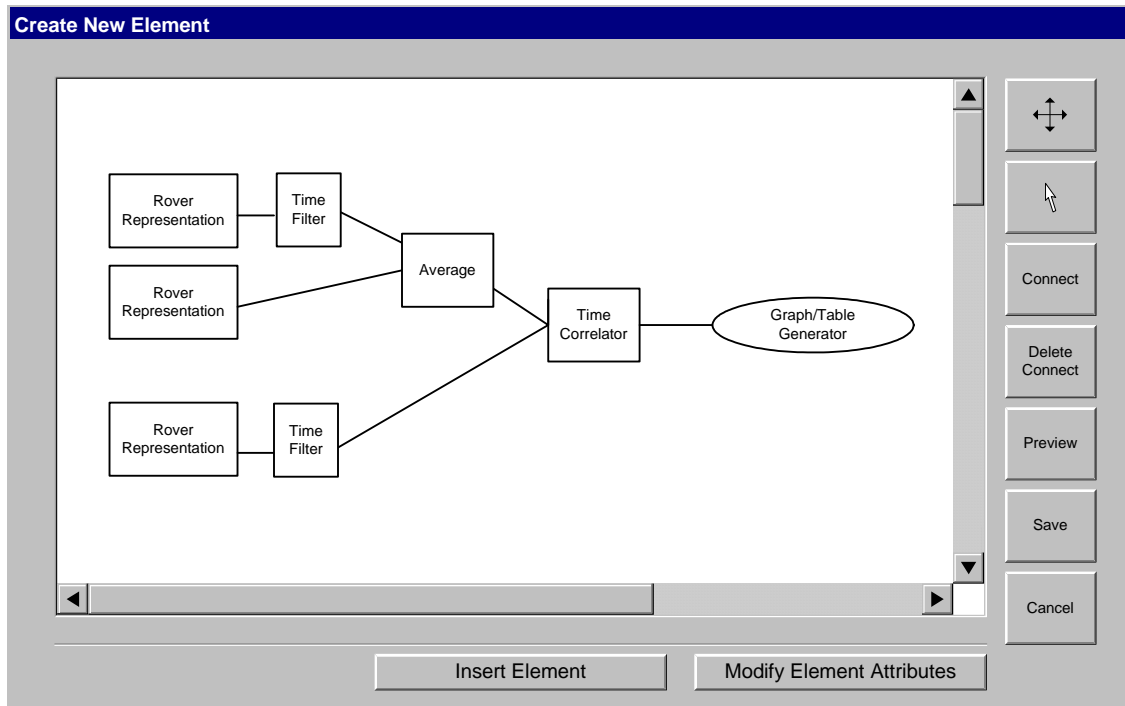 Create New Element
Rover
Representation
Time
Filter
Rover
Representation
Average
Time
Correlator
Graph/Table
Generator
Rover
Representation
Time
Filter
Connect
Delete
Connect
Preview
Save
Cancel
Insert Element
Modify Element Attributes